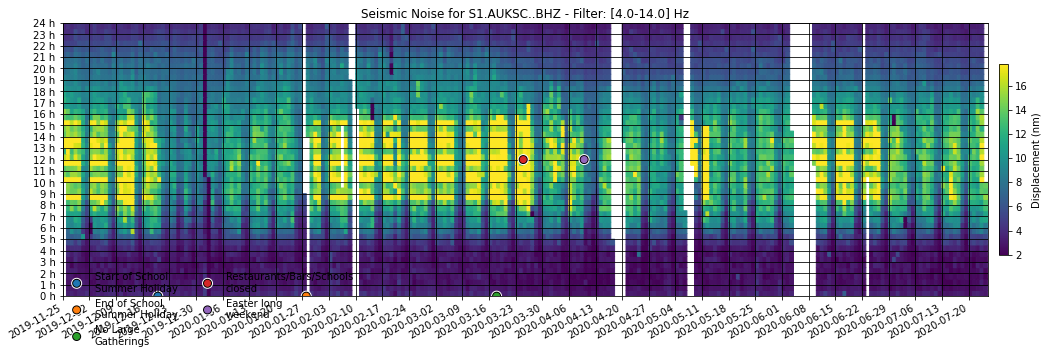 Seismic Noise for S1.AUKSC..BHZ - Filter: [4.0-14.0] Hz
24 h
23 h
22 h
21 h
20 h
19 h
18 h
17 h
16 h
15 h
14 h
13 h
12 h
11 h
10 h
9 h
8 h
7 h
6 h
5 h
4 h
3 h
2 h
1 h
0 h
16
14
12
10
8
6
4
2
Displacement (nm)
Start of School
Summer Holiday
End of School
Summer Holiday
No Large
Gatherings
Restaurants/Bars/Schools
closed
Easter long
weekend
2019-11-25
2020-01-27
2020-02-03
2020-02-10
2020-02-17
2020-02-24
2020-03-02
2020-03-09
2020-03-16
2020-03-23
2020-03-30
2020-04-06
2020-04-13
2020-04-20
2020-04-27
2020-05-04
2020-05-11
2020-05-18
2020-05-25
2020-06-01
2020-06-08
2020-06-15
2020-06-22
2020-06-29
2020-07-06
2020-07-13
2020-07-20